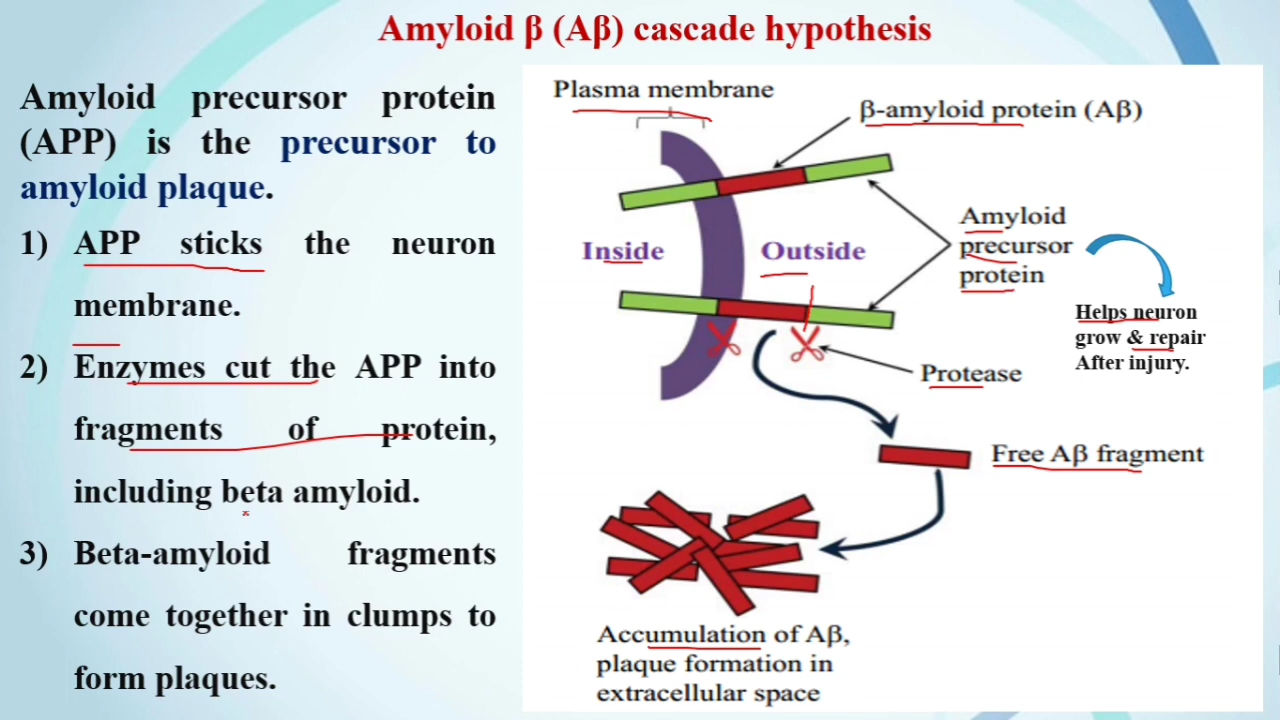 Amyloid β (Aβ) cascade hypothesis
Amyloid precursor protein
(APP) is the precursor to
amyloid plaque.
1) APP sticks the neuron
membrane.
2) Enzymes cut the APP into
fragments of protein,
including beta amyloid.
3) Beta-amyloid fragments
come together in clumps to
form plaques.
Plasma membrane
β-amyloid protein (Aβ)
Inside
Outside
Amyloid
precursor
protein
Helps neuron
grow & repair
After injury.
Protease
Free Aβ fragment
Accumulation of Aβ,
plaque formation in
extracellular space